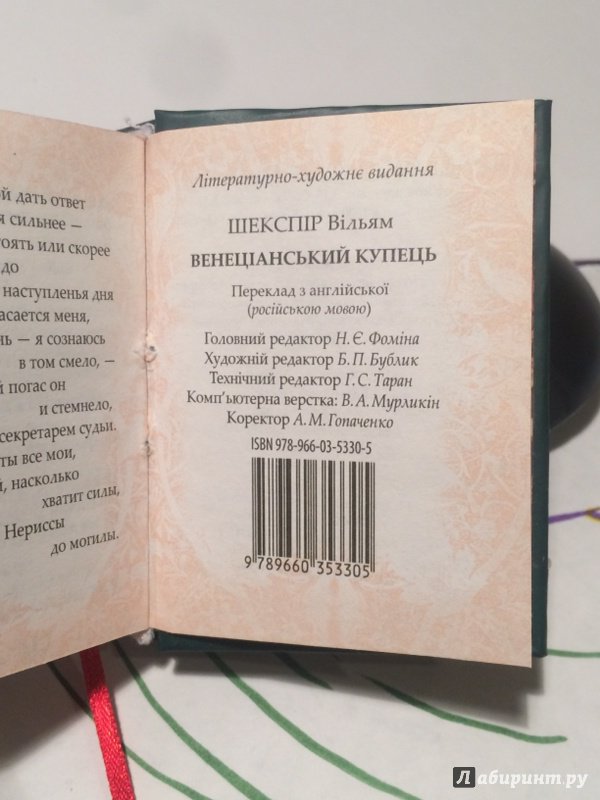 ой дать ответ
я сильнее —
тоять или скорее
до
наступленья дня
асается меня,
нь — я сознаюсь
в том смело, —
й погас он
и стемнело,
секретарем судьи.
ты все мои,
й, насколько
хватит силы,
Нериссы
до могилы.
Літературно-художнє видання
ШЕКСПІР Вільям
ВЕНЕЦІАНСЬКИЙ КУПЕЦЬ
Переклад з англійської
(російською мовою)
Головний редактор Н. Є. Фоміна
Художній редактор Б. П. Бублик
Технічний редактор Г. С. Таран
Комп’ютерна верстка: В. А. Мурликін
Коректор А. М. Гопаченко
ISBN 978-966-03-5330-5
9 789660 353305
Лабиринт.ру